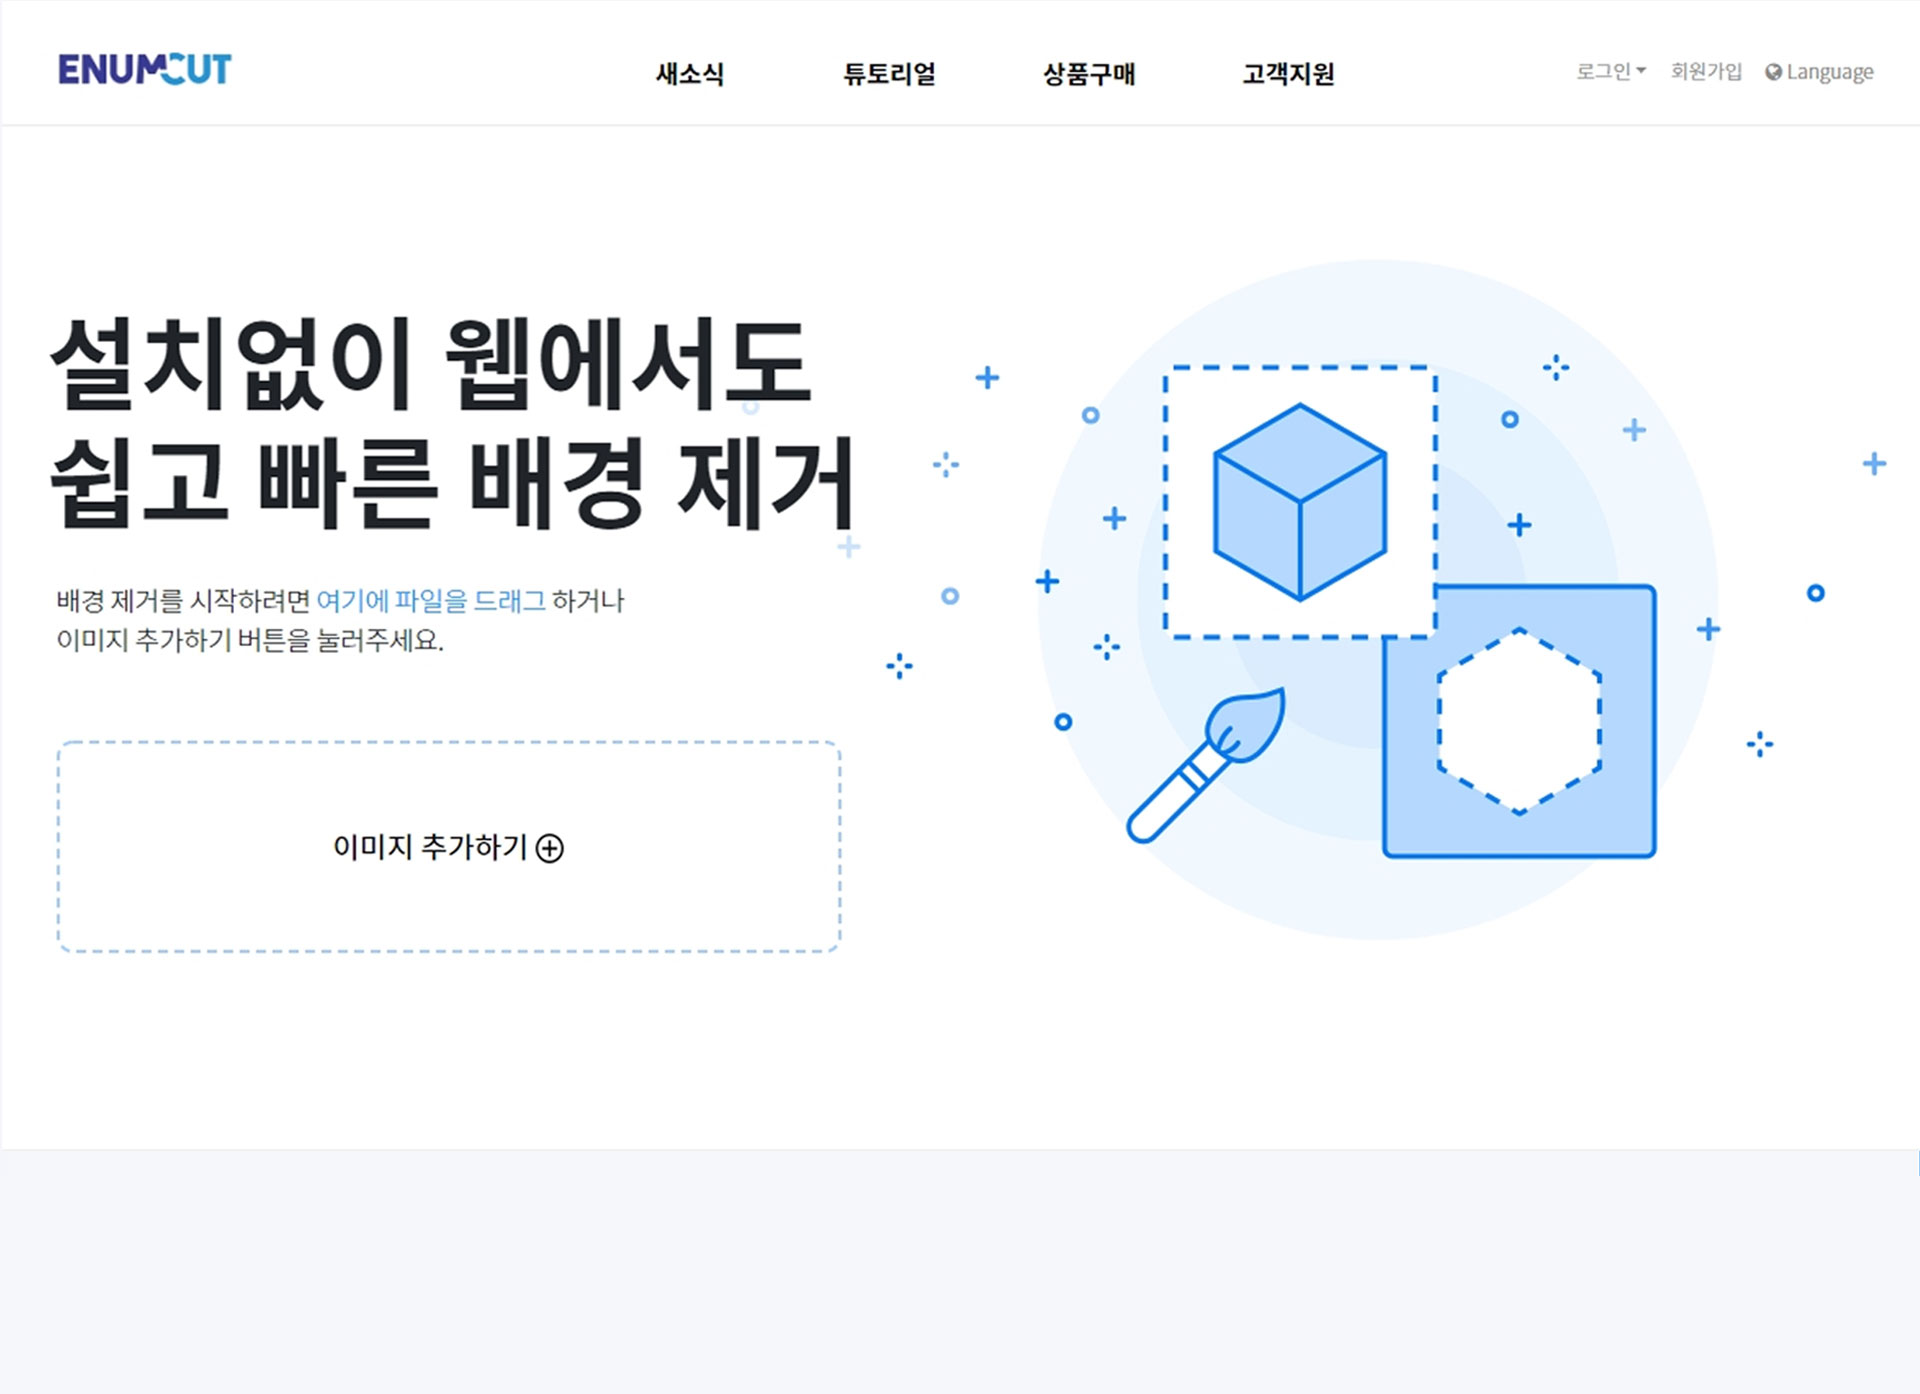 ENUMCUT
새소식
튜토리얼
상품구매
고객지원
로그인
회원가입
Language
설치없이 웹에서도
쉽고 빠른 배경 제거
배경 제거를 시작하려면 여기에 파일을 드래그 하거나
이미지 추가하기 버튼을 눌러주세요.
이미지 추가하기